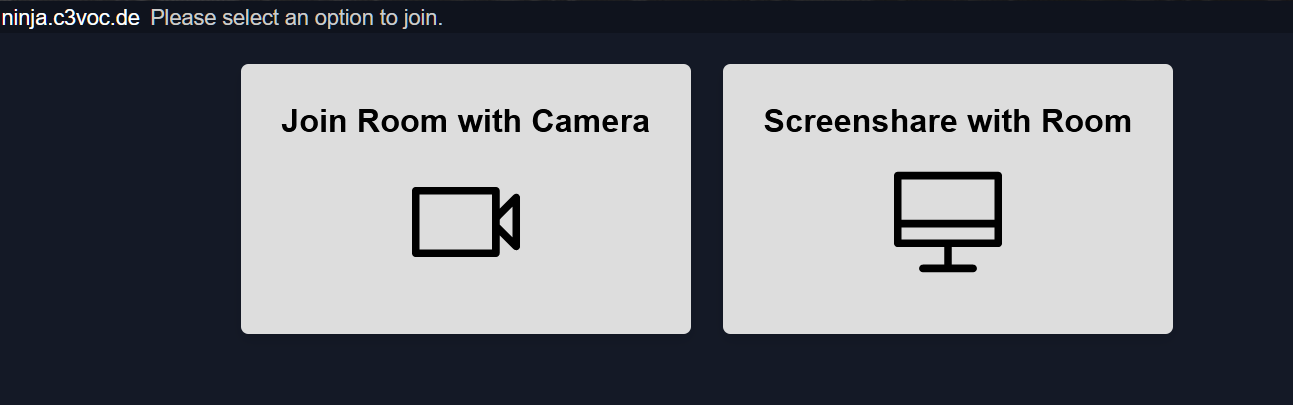 ninja.c3voc.de Please select an option to join.
Join Room with Camera
Screenshare with Room